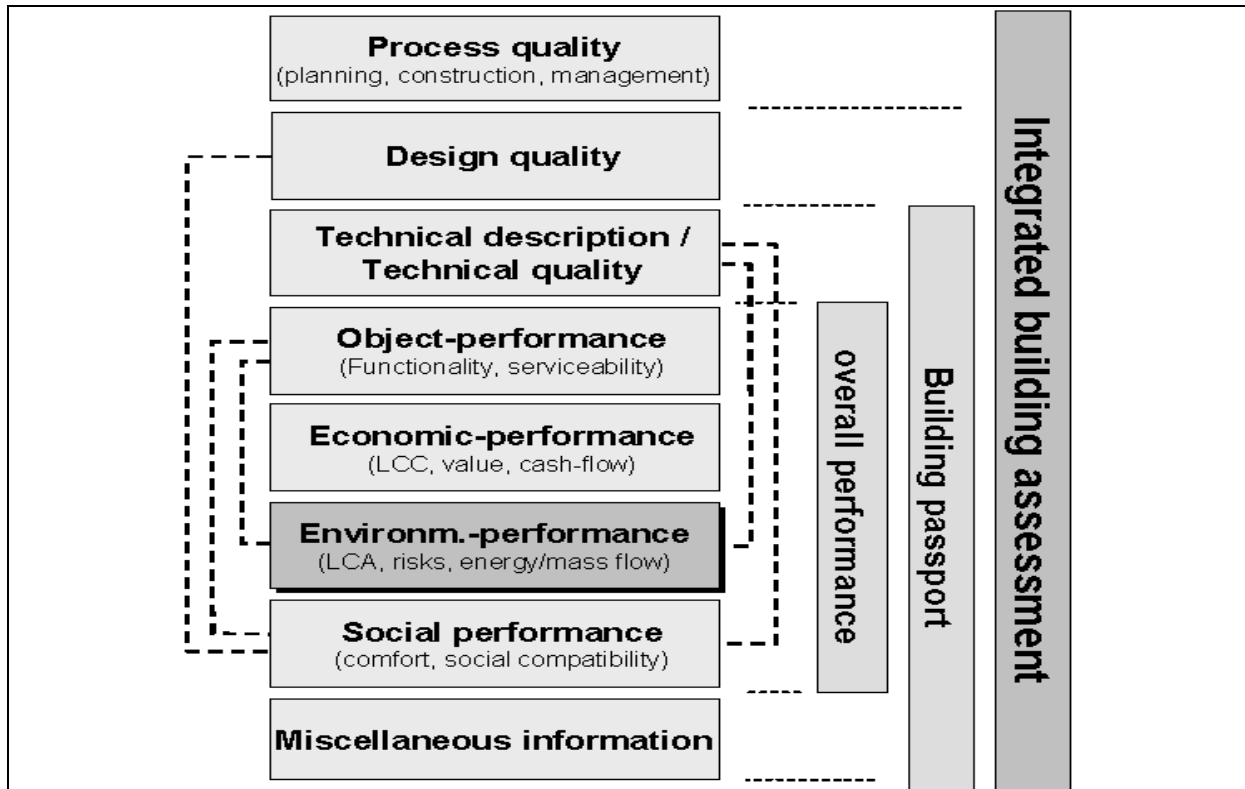 Process quality
(planning, construction, management)
Design quality
Technical description /
Technical quality
Object-performance
(Functionality, serviceability)
Economic-performance
(LCC, value, cash-flow)
Environm.-performance
(LCA, risks, energy/mass flow)
Social performance
(comfort, social compatibility)
Miscellaneous information
overall performance
Building passport
Integrated building assessment